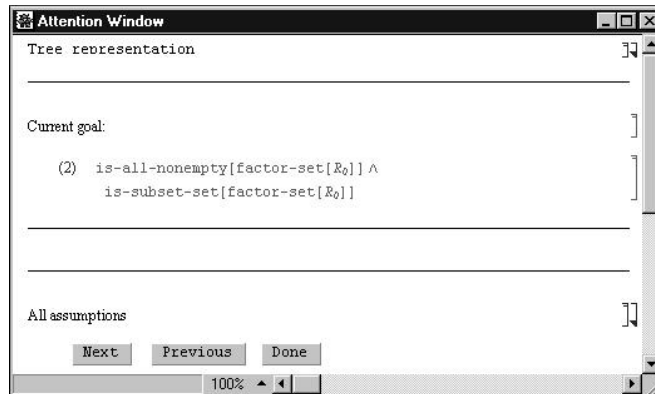 Attention Window
Tree representation
Current goal:
(2) is-all-nonempty[factor-set[R₀]] ∧
is-subset-set[factor-set[R₀]]
All assumptions
Next Previous Done
100%